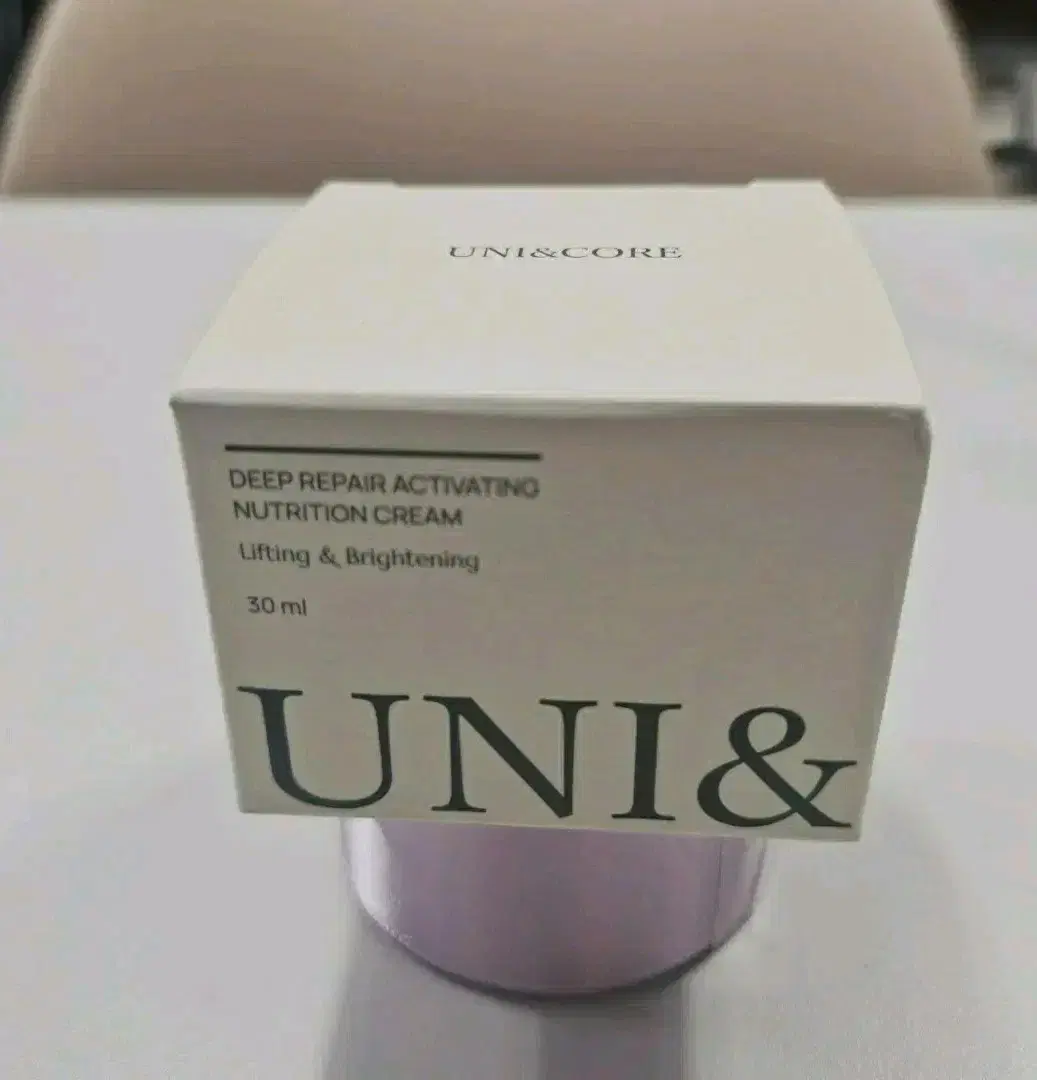 UNI&CORE
DEEP REPAIR ACTIVATING
NUTRITION CREAM
Lifting & Brightening
30 ml
UNI&